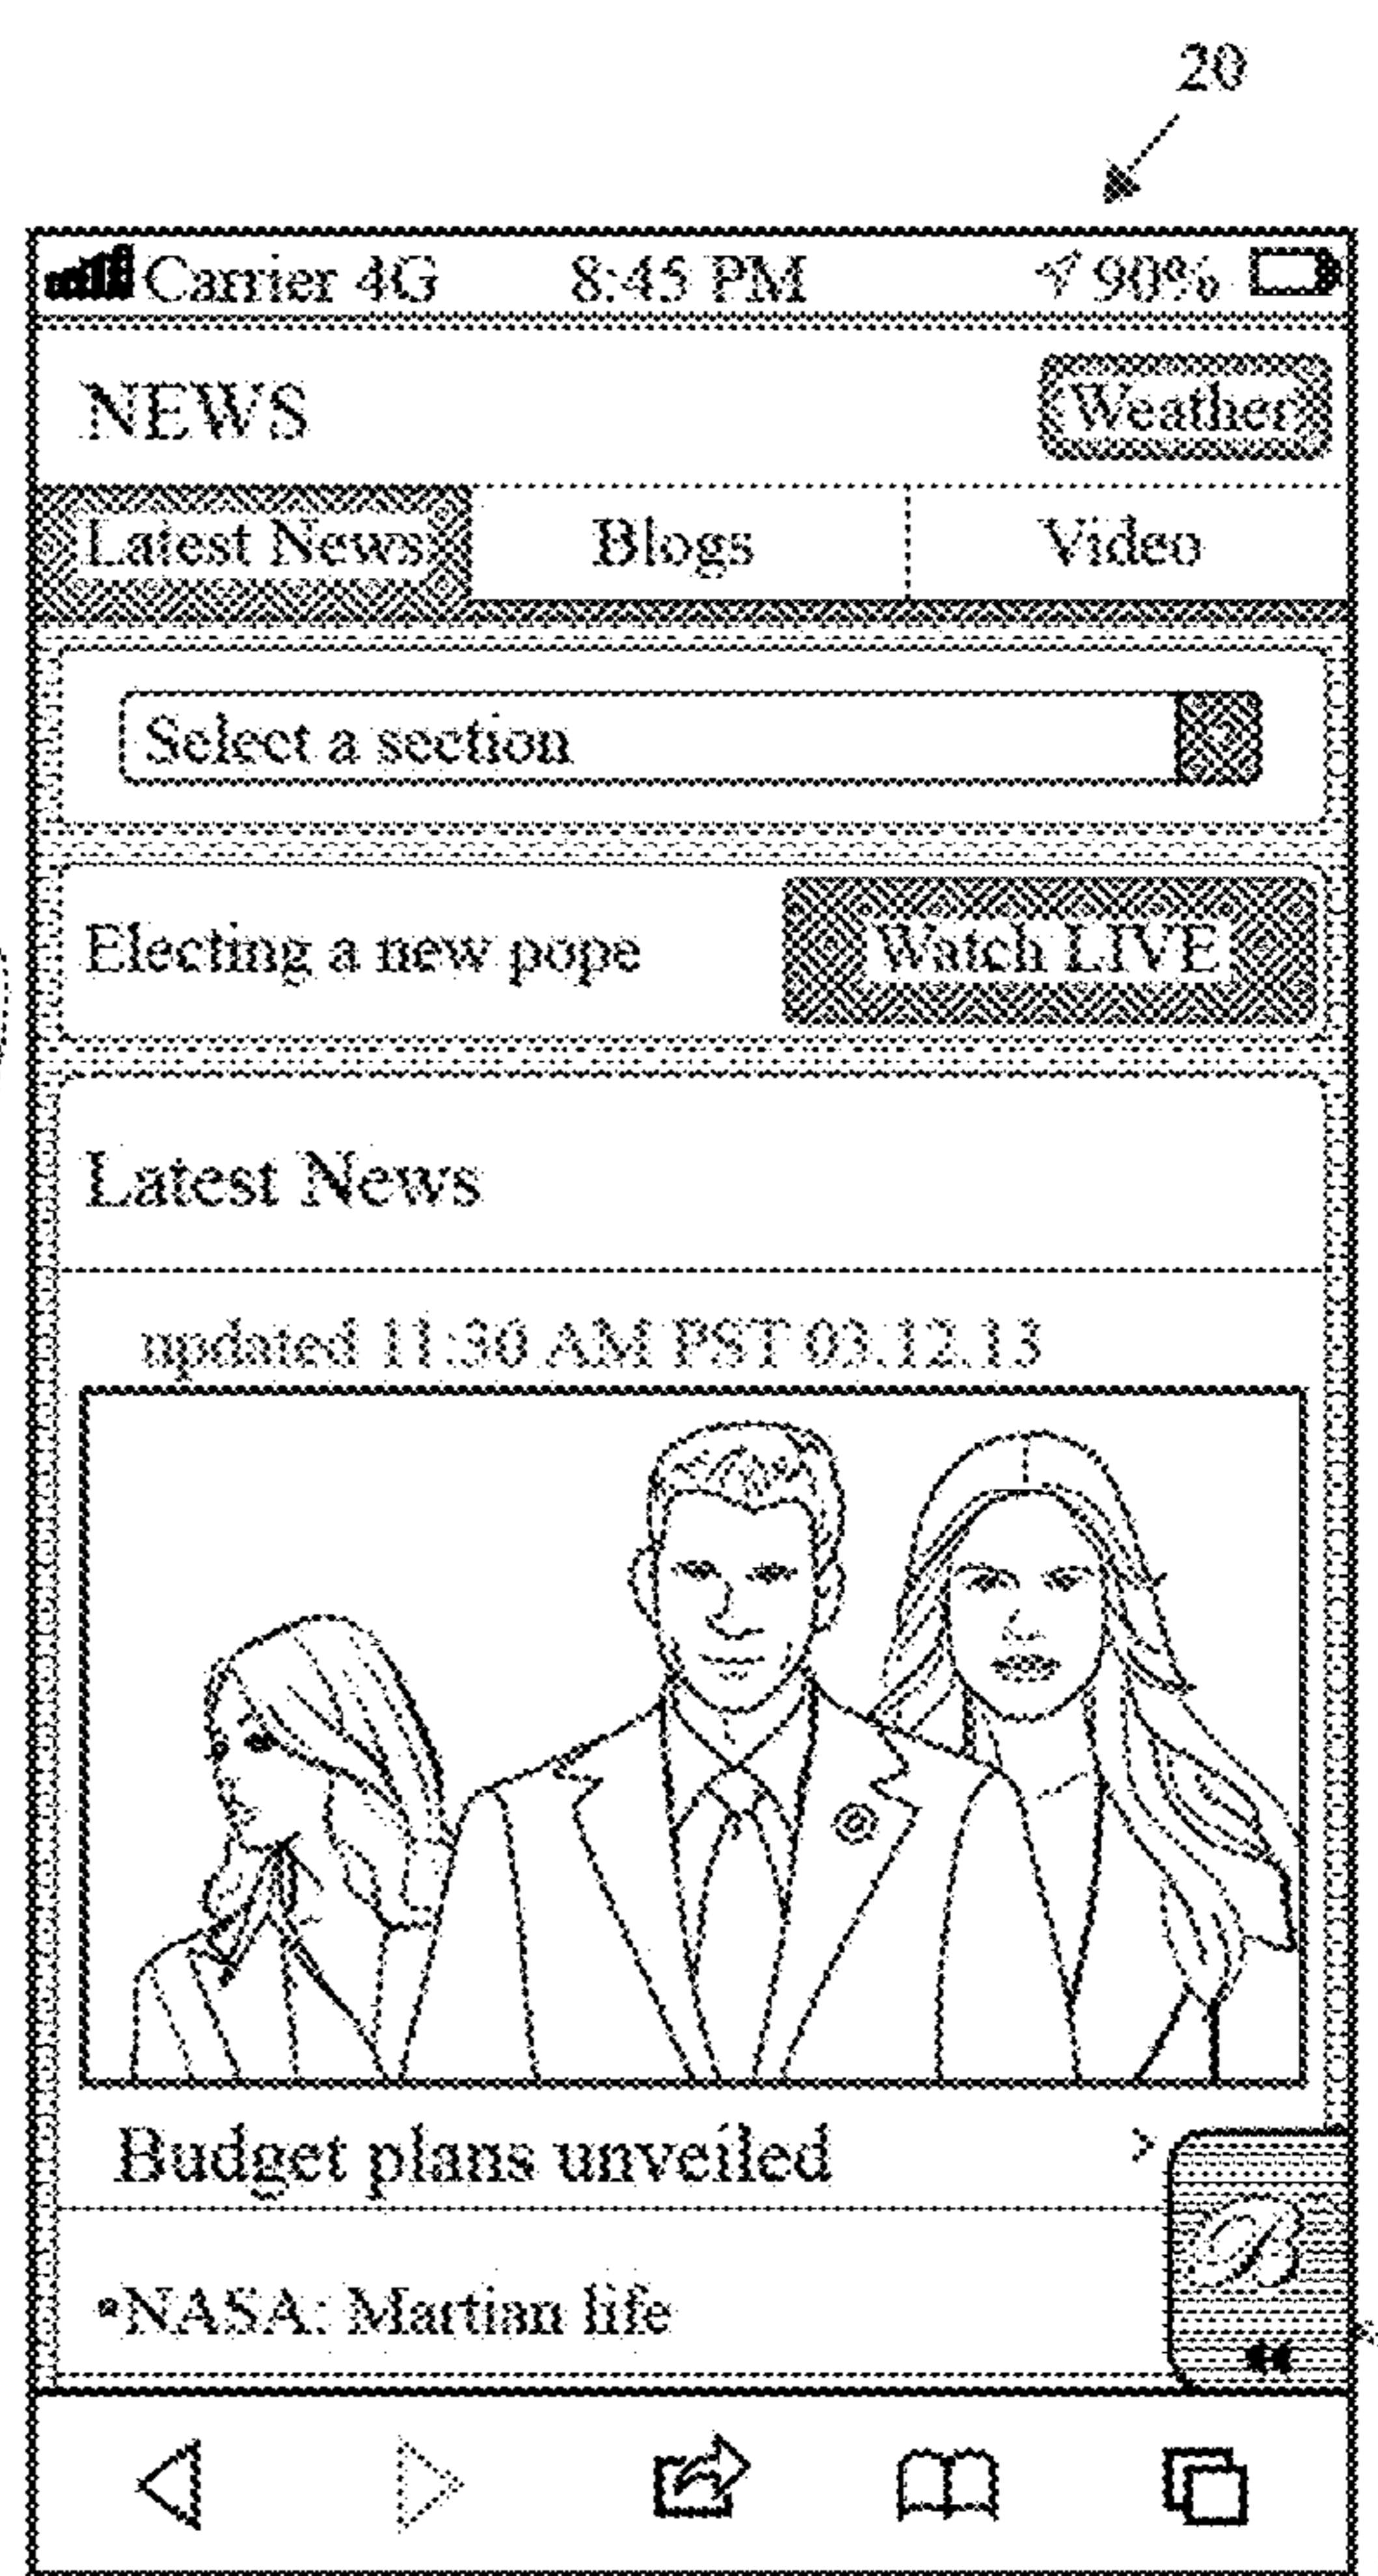 20
Carrier 4G 8:45 PM 90%
NEWS Weather
Latest News Blogs Video
Select a section
Electing a new pope Watch LIVE
Latest News
updated 11:30 AM PST 03.12.13
Budget plans unveiled >
B
•NASA: Martian life